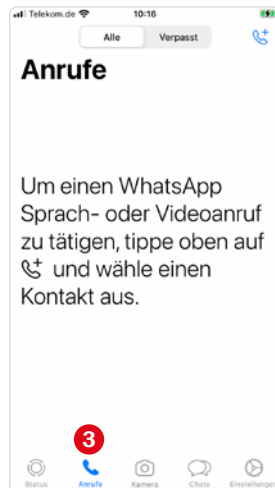 Telekom.de 10:16
Alle Verpasst
Anrufe
Um einen WhatsApp
Sprach- oder Videoanruf
zu tätigen, tippe oben auf
und wähle einen
Kontakt aus.
3
Status Anrufe Kamera Chats Einstellungen